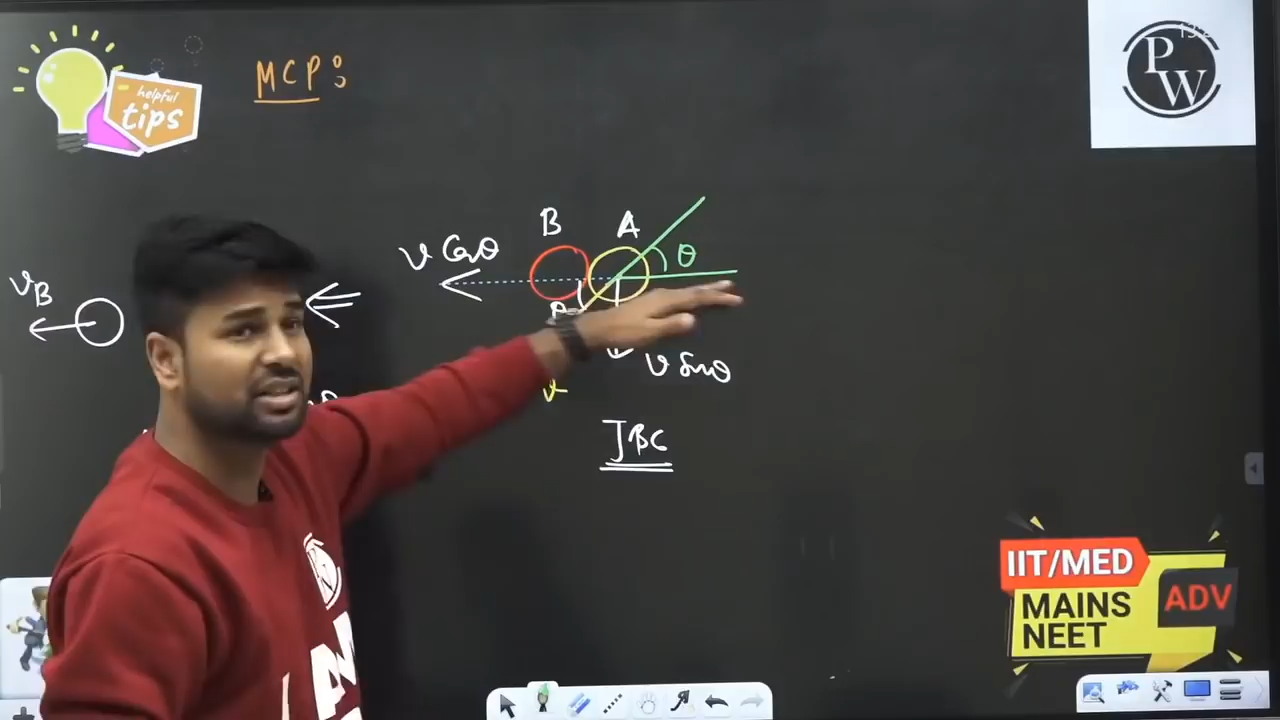 helpful
tips
MCP:
PW
B
A
v Cosθ
θ
vB
v Sinθ
v
JBC
IIT/MED
MAINS
NEET
ADV